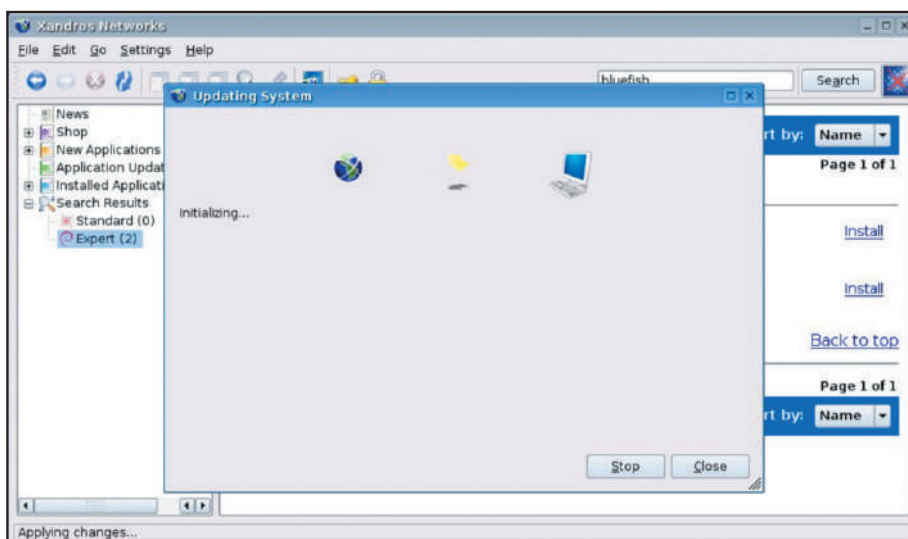 Xandros Networks
File Edit Go Settings Help
bluefish Search
Updating System
News
Shop
New Applications
Application Updat
Installed Applicati
Search Results
Standard (0)
Expert (2)
Initializing...
rt by: Name
Page 1 of 1
Install
Install
Back to top
Page 1 of 1
rt by: Name
Stop Close
Applying changes...